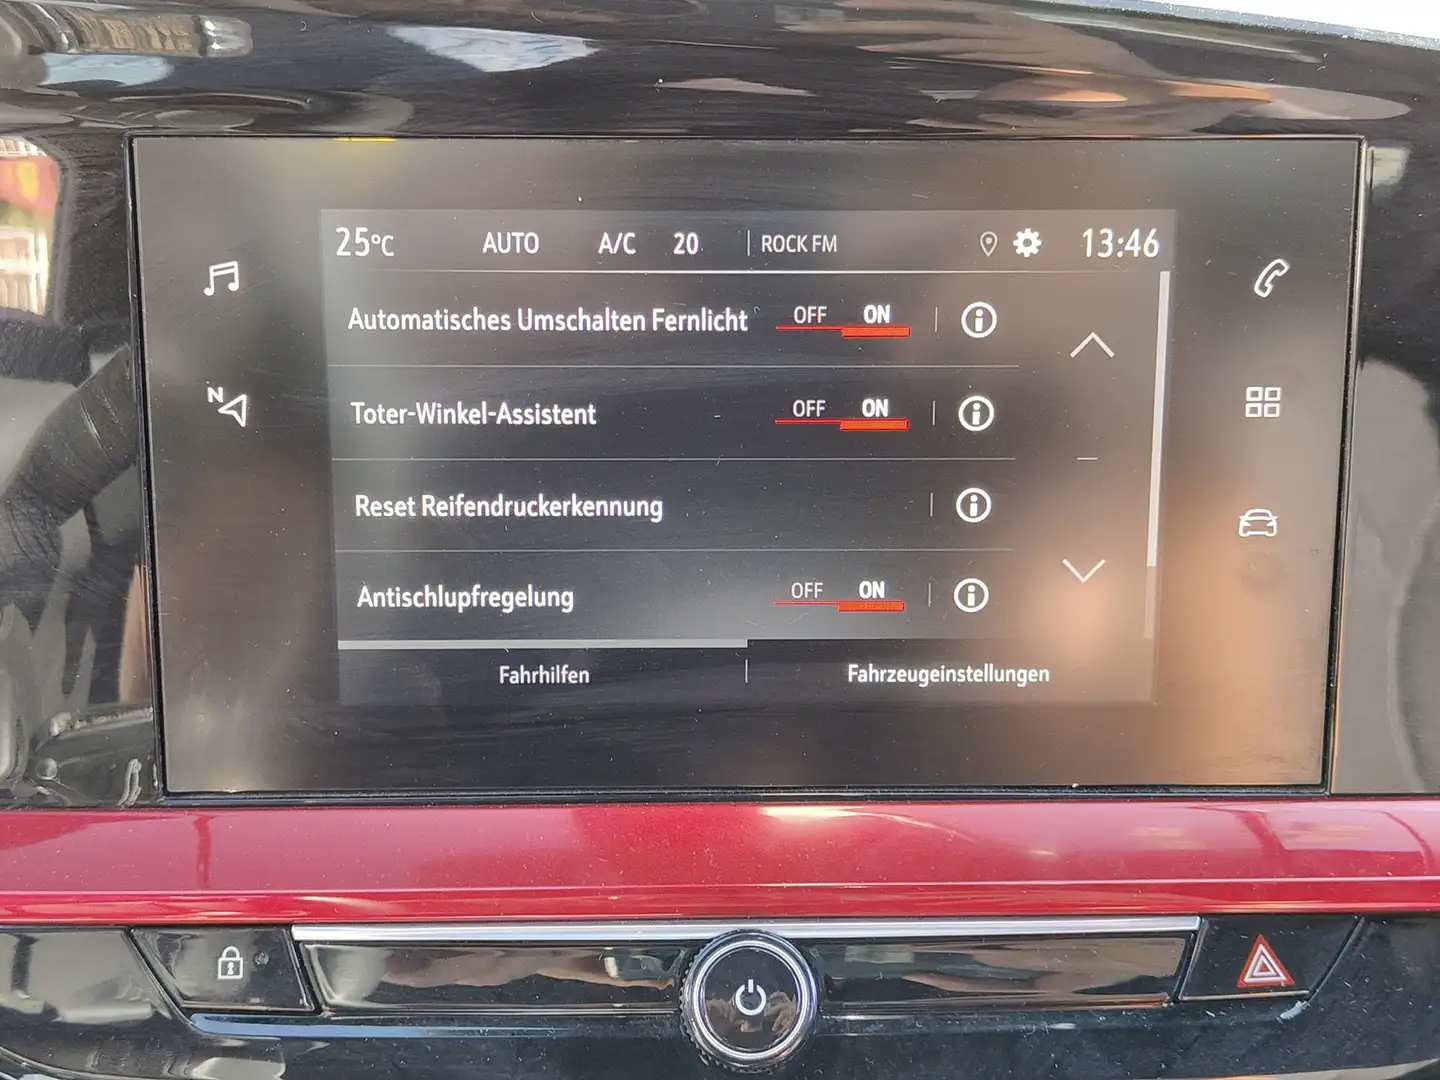 25°C AUTO A/C 20 ROCK FM 13:46
Automatisches Umschalten Fernlicht OFF ON
N
Toter-Winkel-Assistent OFF ON
Reset Reifendruckerkennung
Antischlupfregelung OFF ON
Fahrhilfen Fahrzeugeinstellungen